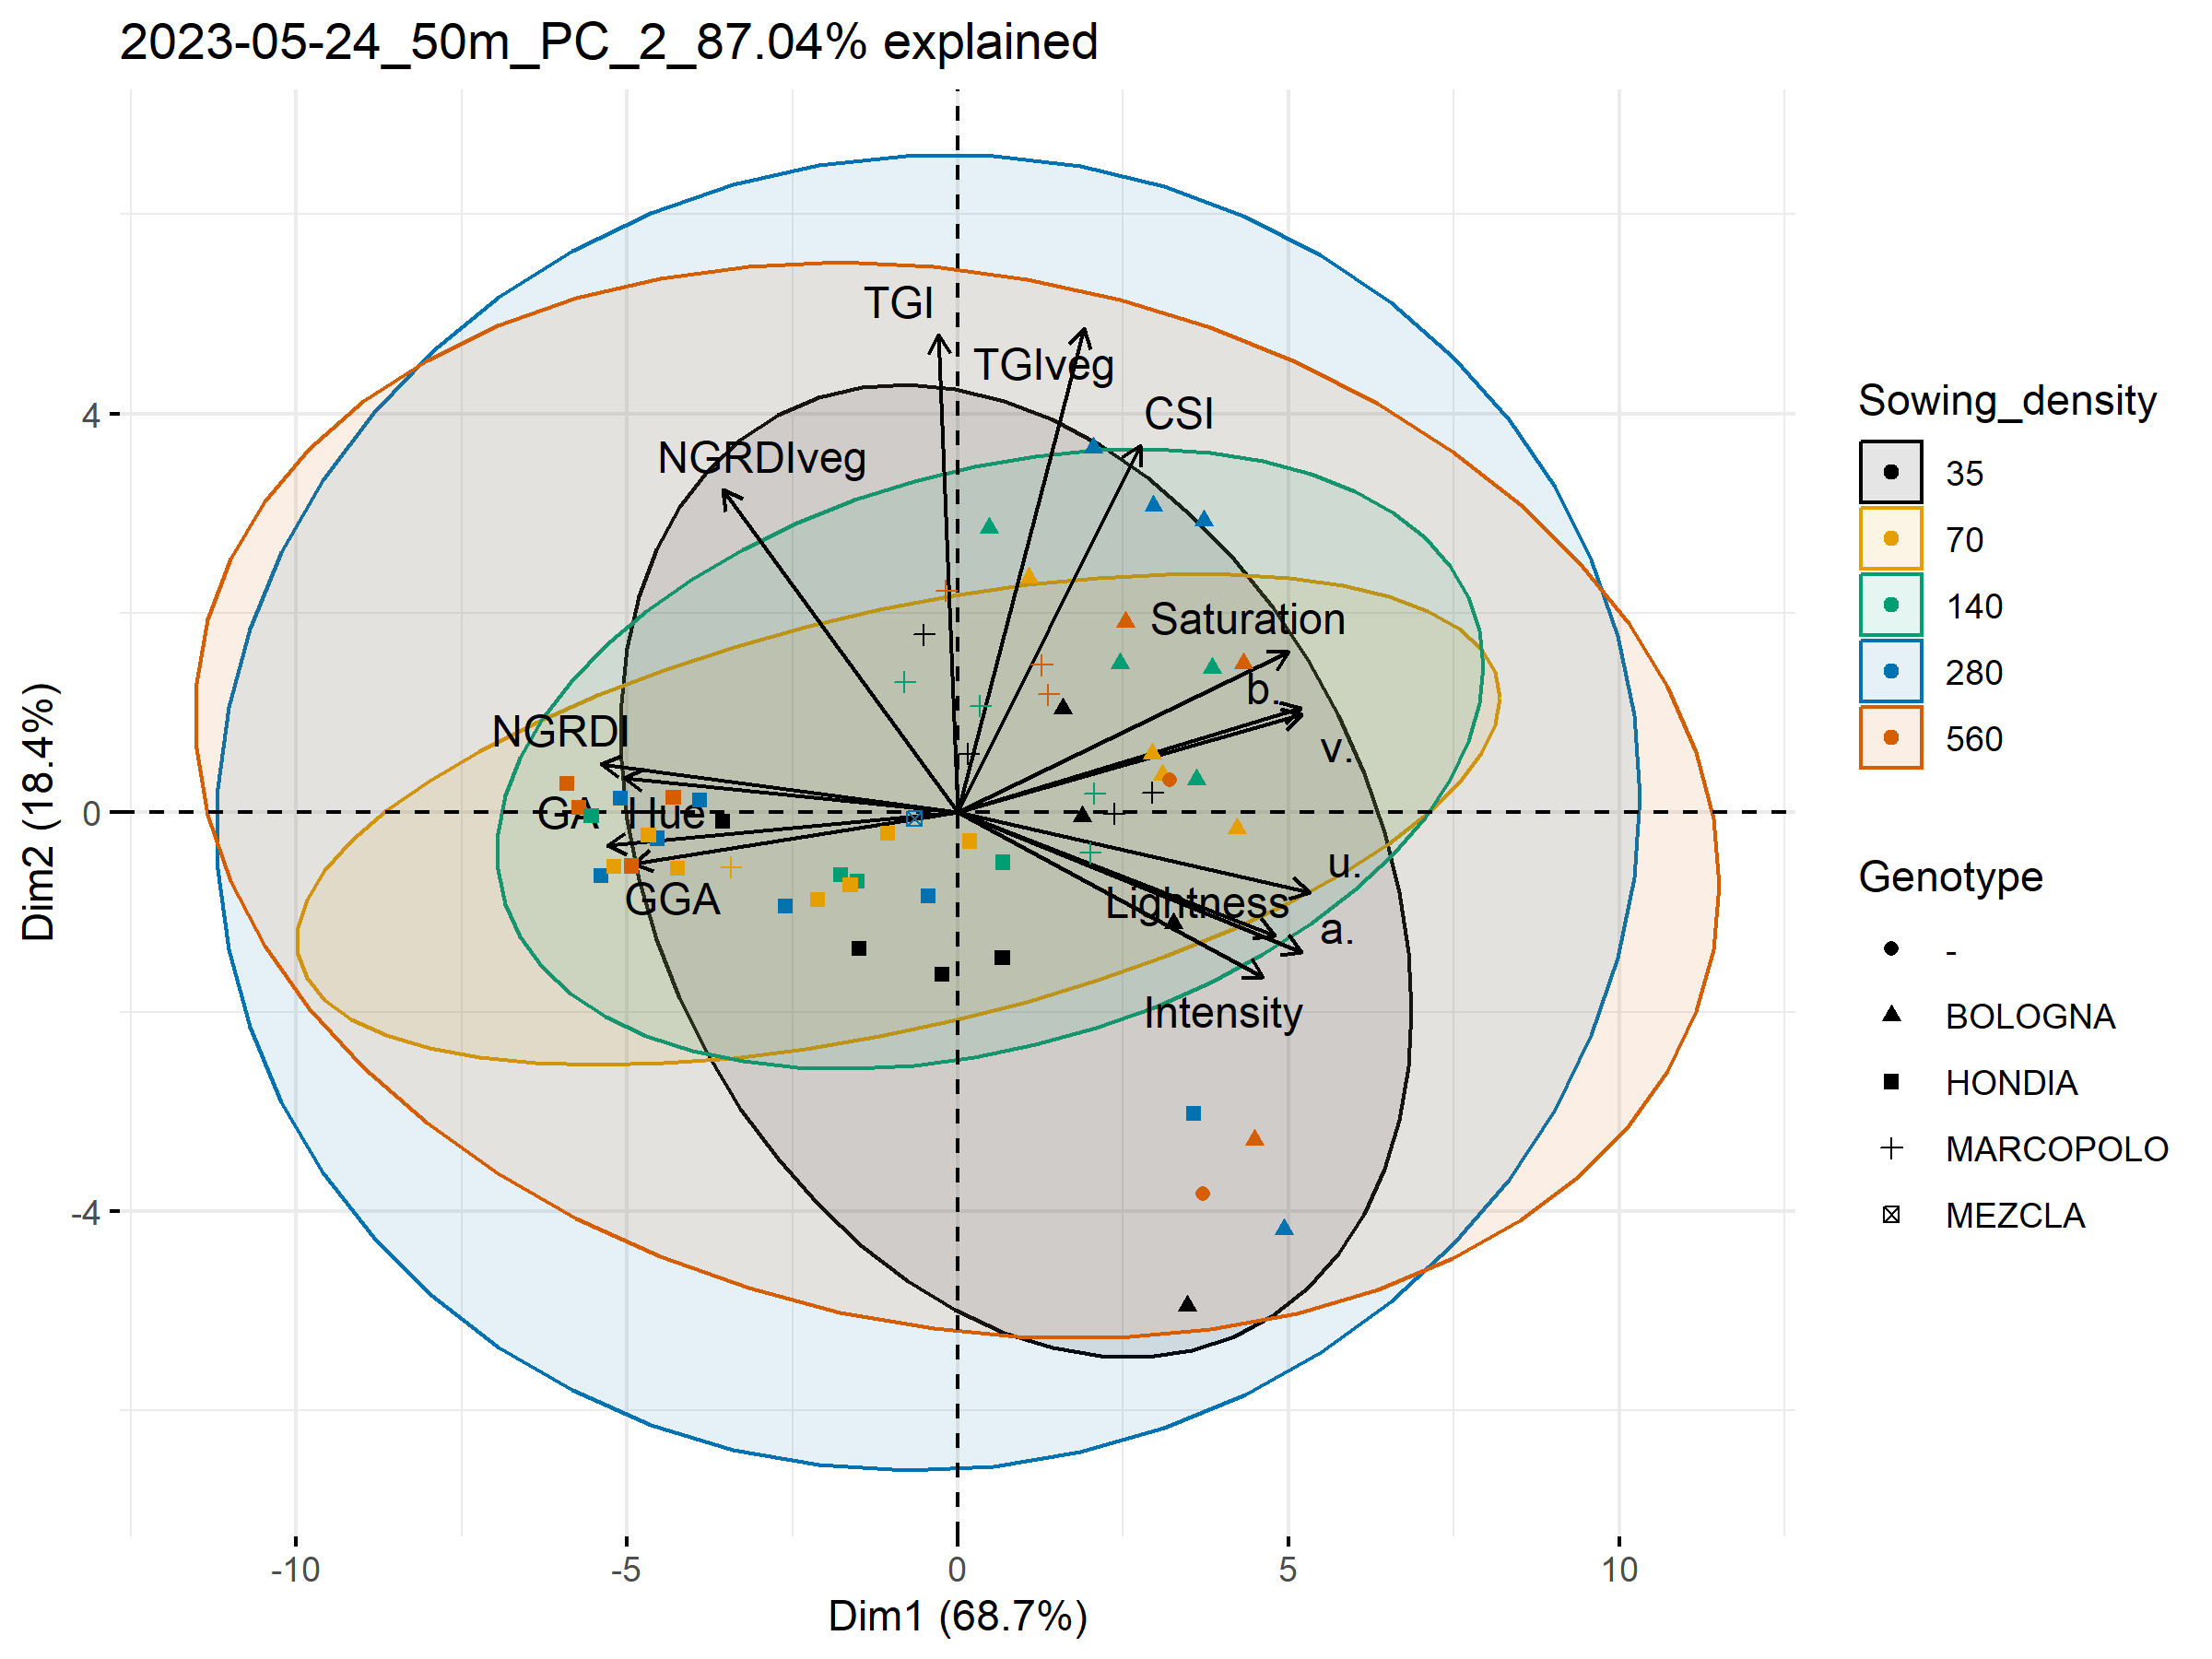 2023-05-24_50m_PC_2_87.04% explained
TGI
TGIveg
CSI
NGRDIveg
Saturation
b.
NGRDI
v.
GA
Hue
u.
GGA
Lightness
a.
Intensity
4
0
-4
Dim2 (18.4%)
-10
-5
0
5
10
Dim1 (68.7%)
Sowing_density
35
70
140
280
560
Genotype
-
BOLOGNA
HONDIA
MARCOPOLO
MEZCLA